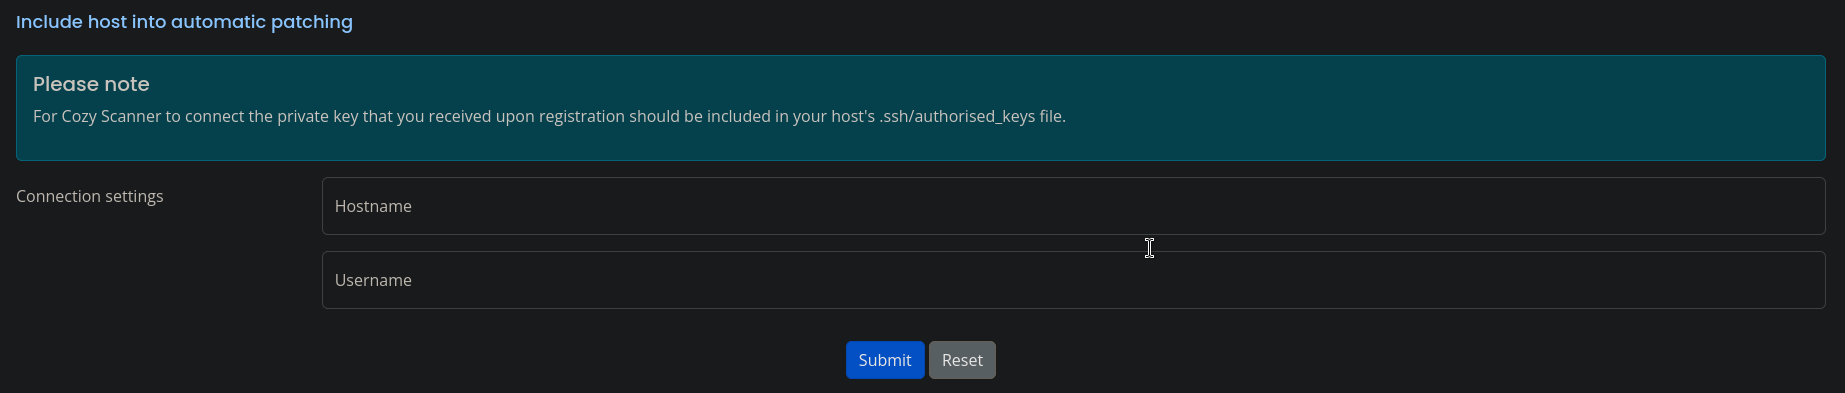 Include host into automatic patching
Please note
For Cozy Scanner to connect the private key that you received upon registration should be included in your host's .ssh/authorised_keys file.
Connection settings
Hostname
Username
Submit
Reset